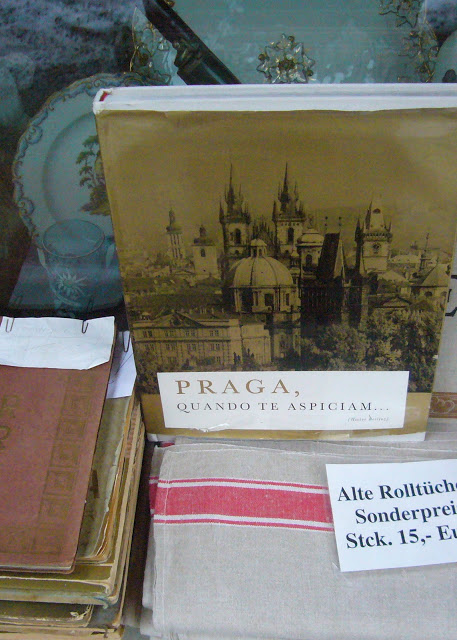 PRAGA,
QUANDO TE ASPICIAM...
Alte Rolltüche
Sonderprei
Stck. 15,- Eu